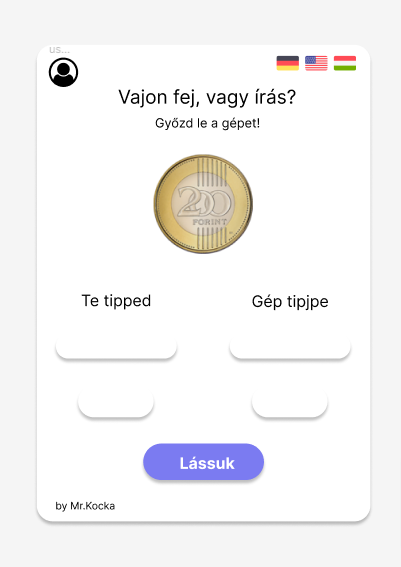 us...
Vajon fej, vagy írás?
Győzd le a gépet!
200
FORINT
Te tipped
Gép tipjpe
Lássuk
by Mr.Kocka